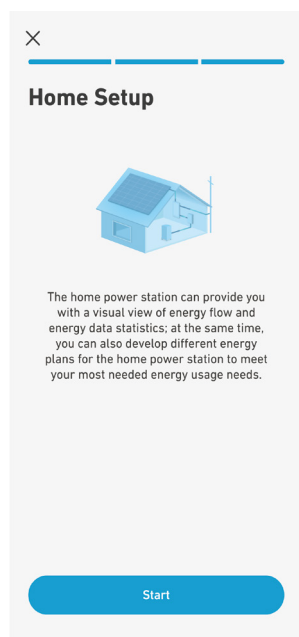 Home Setup
The home power station can provide you
with a visual view of energy flow and
energy data statistics; at the same time,
you can also develop different energy
plans for the home power station to meet
your most needed energy usage needs.
Start